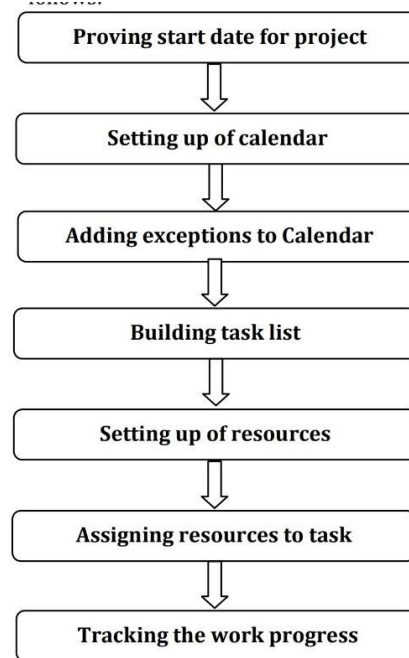 follows:
Proving start date for project
Setting up of calendar
Adding exceptions to Calendar
Building task list
Setting up of resources
Assigning resources to task
Tracking the work progress